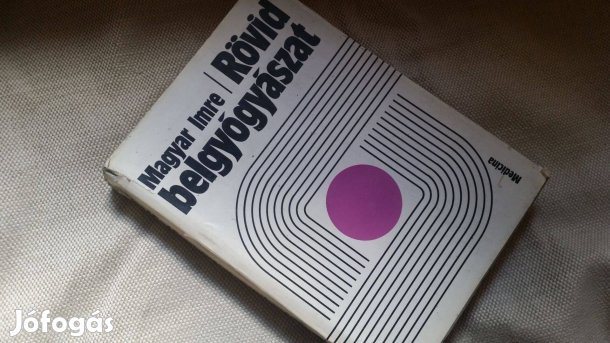 Magyar Imre / Rövid
belgyógyászat
Medicina
Jófogás